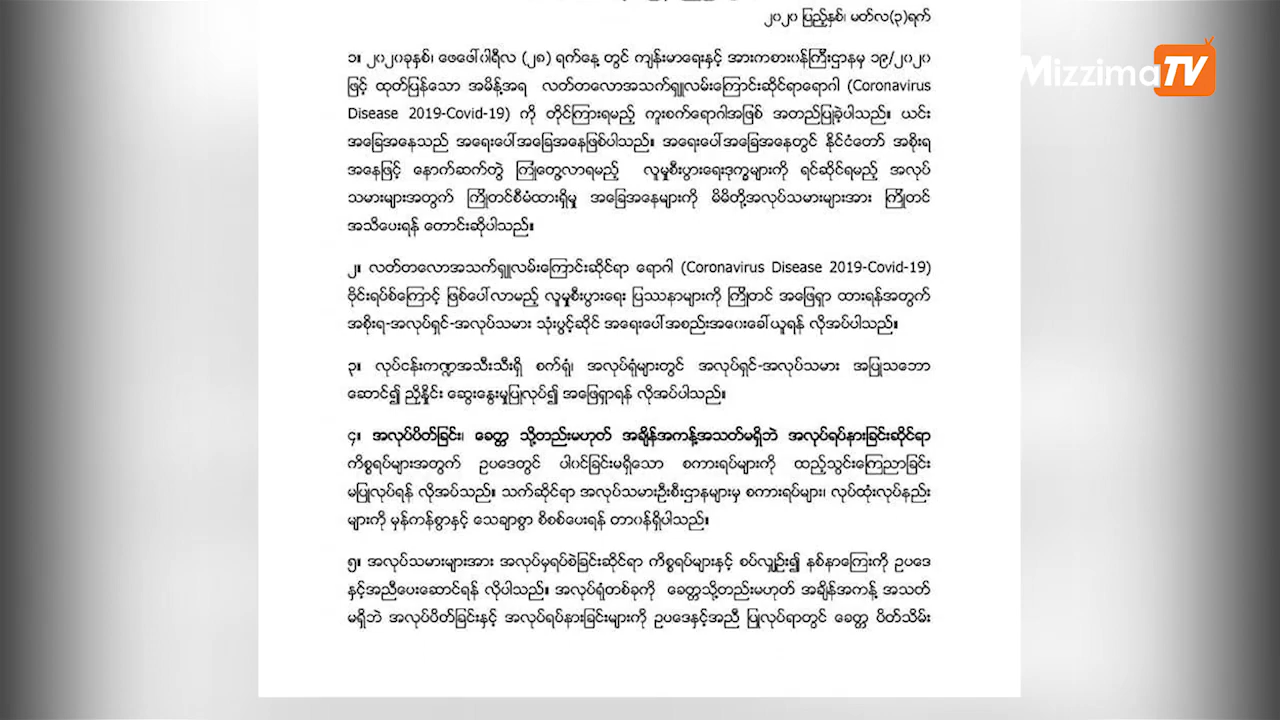 ၂၀၂၀ ပြည့်နှစ်၊ မတ်လ(၃)ရက်
MizzimaTV
၁။ ၂၀၂၀ခုနှစ်၊ ဖေဖေါ်ဝါရီလ (၂၈) ရက်နေ့ တွင် ကျန်းမာရေးနှင့် အားကစားဝန်ကြီးဌာနမှ ၁၉/၂၀၂၀
ဖြင့် ထုတ်ပြန်သော အမိန့်အရ လတ်တလောအသက်ရှူလမ်းကြောင်းဆိုင်ရာရောဂါ (Coronavirus
Disease 2019-Covid-19) ကို တိုင်ကြားရမည့် ကူးစက်ရောဂါအဖြစ် အတည်ပြုခဲ့ပါသည်။ ယင်း
အခြေအနေသည် အရေးပေါ်အခြေအနေဖြစ်ပါသည်။ အရေးပေါ်အခြေအနေတွင် နိုင်ငံတော် အစိုးရ
အနေဖြင့် နောက်ဆက်တွဲ ကြုံတွေ့လာရမည့် လူမှုစီးပွားရေးဒုက္ခများကို ရင်ဆိုင်ရမည့် အလုပ်
သမားများအတွက် ကြိုတင်စီမံထားရှိမှု အခြေအနေများကို မိမိတို့အလုပ်သမားများအား ကြိုတင်
အသိပေးရန် တောင်းဆိုပါသည်။
၂။ လတ်တလောအသက်ရှူလမ်းကြောင်းဆိုင်ရာ ရောဂါ (Coronavirus Disease 2019-Covid-19)
ဗိုင်းရပ်စ်ကြောင့် ဖြစ်ပေါ်လာမည့် လူမှုစီးပွားရေး ပြဿနာများကို ကြိုတင် အဖြေရှာ ထားရန်အတွက်
အစိုးရ-အလုပ်ရှင်-အလုပ်သမား သုံးပွင့်ဆိုင် အရေးပေါ်အစည်းအဝေးခေါ်ယူရန် လိုအပ်ပါသည်။
၃။ လုပ်ငန်းကဏ္ဍအသီးသီးရှိ စက်ရုံ၊ အလုပ်ရုံများတွင် အလုပ်ရှင်-အလုပ်သမား အပြုသဘော
ဆောင်၍ ညှိနှိုင်း ဆွေးနွေးမှုပြုလုပ်၍ အဖြေရှာရန် လိုအပ်ပါသည်။
၄။ အလုပ်ပိတ်ခြင်း၊ ခေတ္တ သို့တည်းမဟုတ် အချိန်အကန့်အသတ်မရှိဘဲ အလုပ်ရပ်နားခြင်းဆိုင်ရာ
ကိစ္စရပ်များအတွက် ဥပဒေတွင် ပါဝင်ခြင်းမရှိသော စကားရပ်များကို ထည့်သွင်းကြေညာခြင်း
မပြုလုပ်ရန် လိုအပ်သည်။ သက်ဆိုင်ရာ အလုပ်သမားဦးစီးဌာနများမှ စကားရပ်များ၊ လုပ်ထုံးလုပ်နည်း
များကို မှန်ကန်စွာနှင့် သေချာစွာ စိစစ်ပေးရန် တာဝန်ရှိပါသည်။
၅။ အလုပ်သမားများအား အလုပ်မှရပ်စဲခြင်းဆိုင်ရာ ကိစ္စရပ်များနှင့် စပ်လျှဉ်း၍ နစ်နာကြေးကို ဥပဒေ
နှင့်အညီပေးဆောင်ရန် လိုပါသည်။ အလုပ်ရုံတစ်ခုကို ခေတ္တသို့တည်းမဟုတ် အချိန်အကန့် အသတ်
မရှိဘဲ အလုပ်ပိတ်ခြင်းနှင့် အလုပ်ရပ်နားခြင်းများကို ဥပဒေနှင့်အညီ ပြုလုပ်ရာတွင် ခေတ္တ ပိတ်သိမ်း